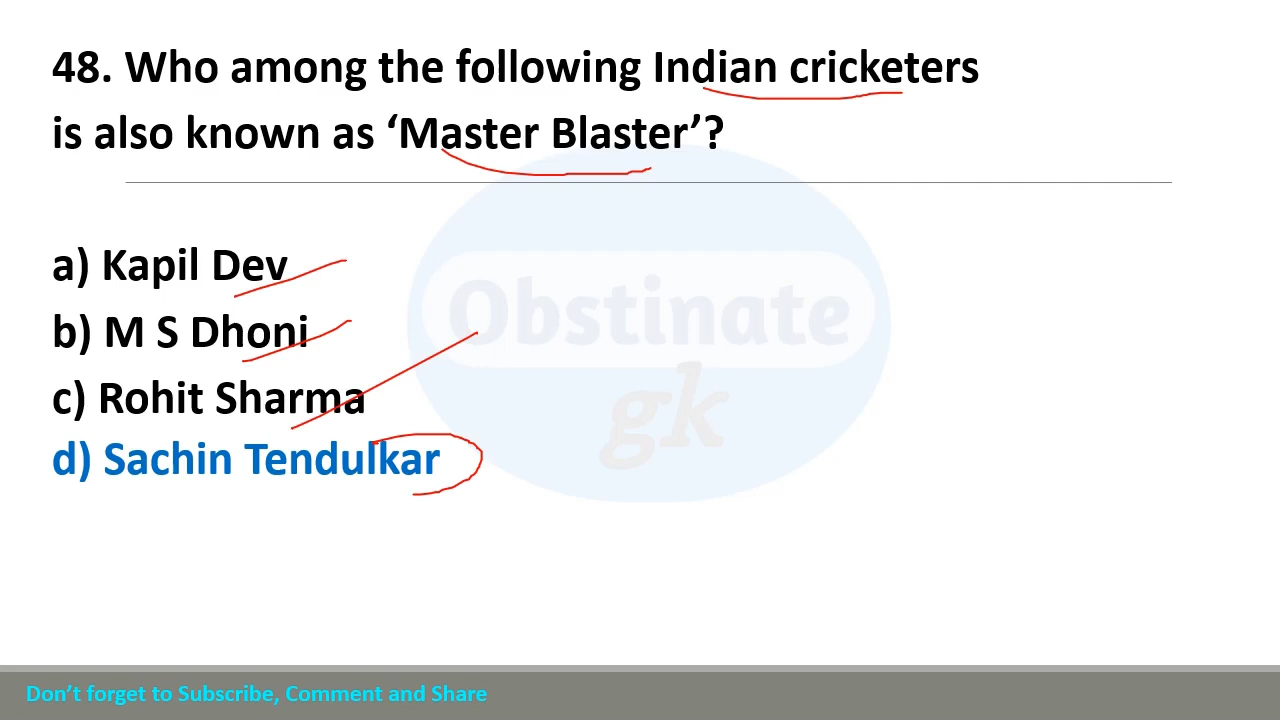 48. Who among the following Indian cricketers
is also known as ‘Master Blaster’?
a) Kapil Dev
b) M S Dhoni
c) Rohit Sharma
d) Sachin Tendulkar
Obstinate
gk
Don’t forget to Subscribe, Comment and Share